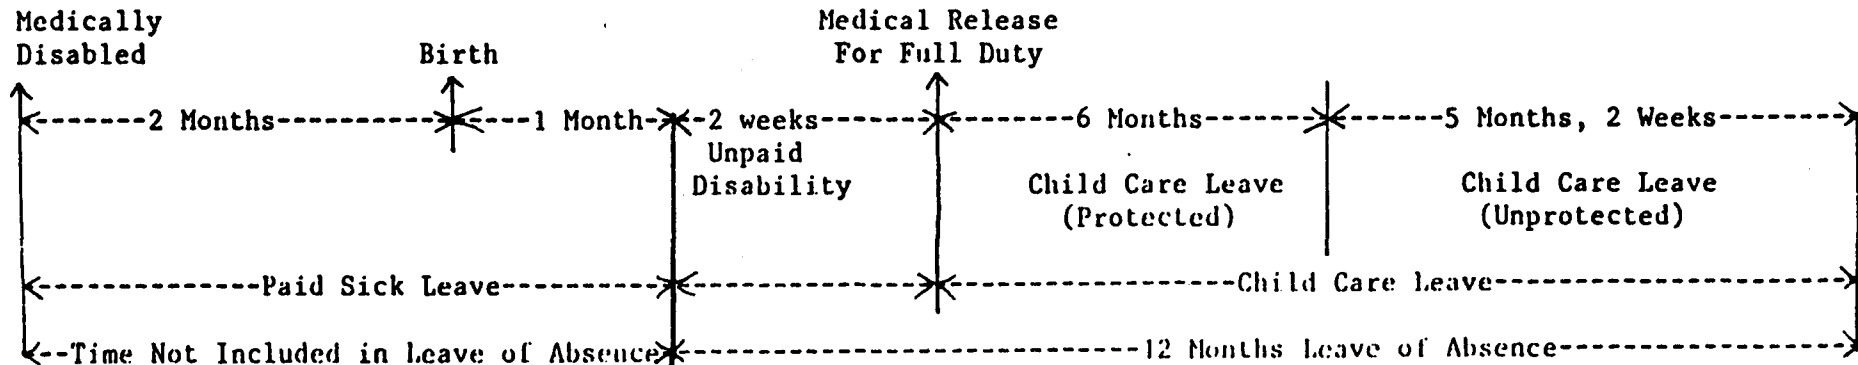 Medically Medical Release
Disabled Birth For Full Duty
2 Months 1 Month 2 weeks 6 Months 5 Months, 2 Weeks
Unpaid
Disability Child Care Leave Child Care Leave
(Protected) (Unprotected)
Paid Sick Leave Child Care Leave
Time Not Included in Leave of Absence 12 Months Leave of Absence